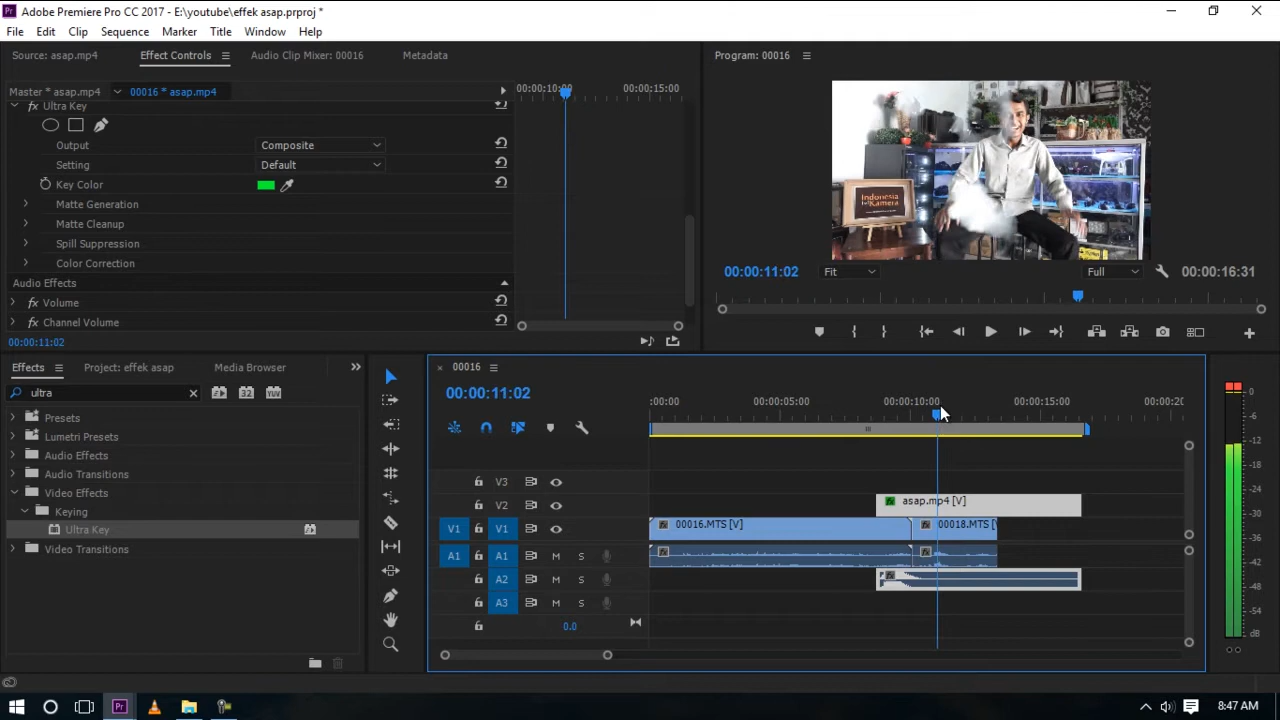 Adobe Premiere Pro CC 2017 - E:\youtube\effek asap.prproj *
File Edit Clip Sequence Marker Title Window Help
Source: asap.mp4 Effect Controls Audio Clip Mixer: 00016 Metadata
Program: 00016
Master * asap.mp4 00016 * asap.mp4
00:00:10:00 00:00:15:00
fx Ultra Key
Output Composite
Setting Default
Key Color
Matte Generation
Matte Cleanup
Spill Suppression
Color Correction
Audio Effects
fx Volume
fx Channel Volume
00:00:11:02
Indonesia
Kamera
00:00:11:02 Fit Full 00:00:16:31
Effects Project: effek asap Media Browser
ultra 32 YUV
Presets
Lumetri Presets
Audio Effects
Audio Transitions
Video Effects
Keying
Ultra Key
Video Transitions
00016
00:00:11:02
:00:00 00:00:05:00 00:00:10:00 00:00:15:00 00:00:20
V3
V2 asap.mp4 [V]
V1 V1 00016.MTS [V] 00018.MTS [V
A1 A1 M S
A2 M S
A3 M S
0.0
0
-6
-12
-18
-24
-30
-36
-42
-48
-54
dB
8:47 AM